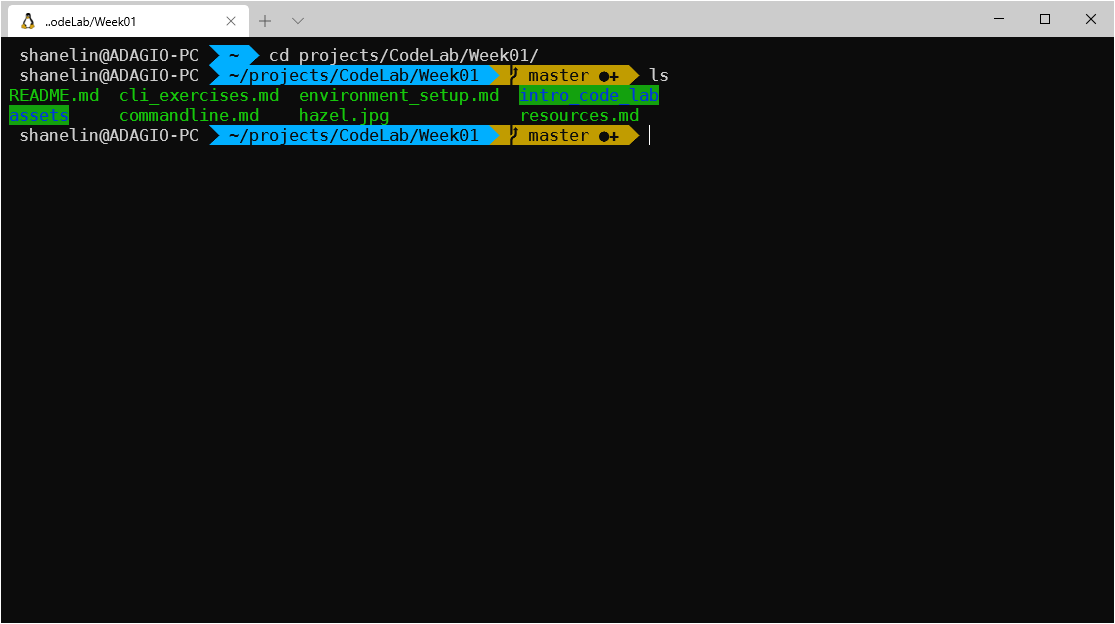 ..odeLab/Week01
shanelin@ADAGIO-PC ~ cd projects/CodeLab/Week01/
shanelin@ADAGIO-PC ~/projects/CodeLab/Week01 master ●+ ls
README.md cli_exercises.md environment_setup.md intro_code_lab
assets commandline.md hazel.jpg resources.md
shanelin@ADAGIO-PC ~/projects/CodeLab/Week01 master ●+